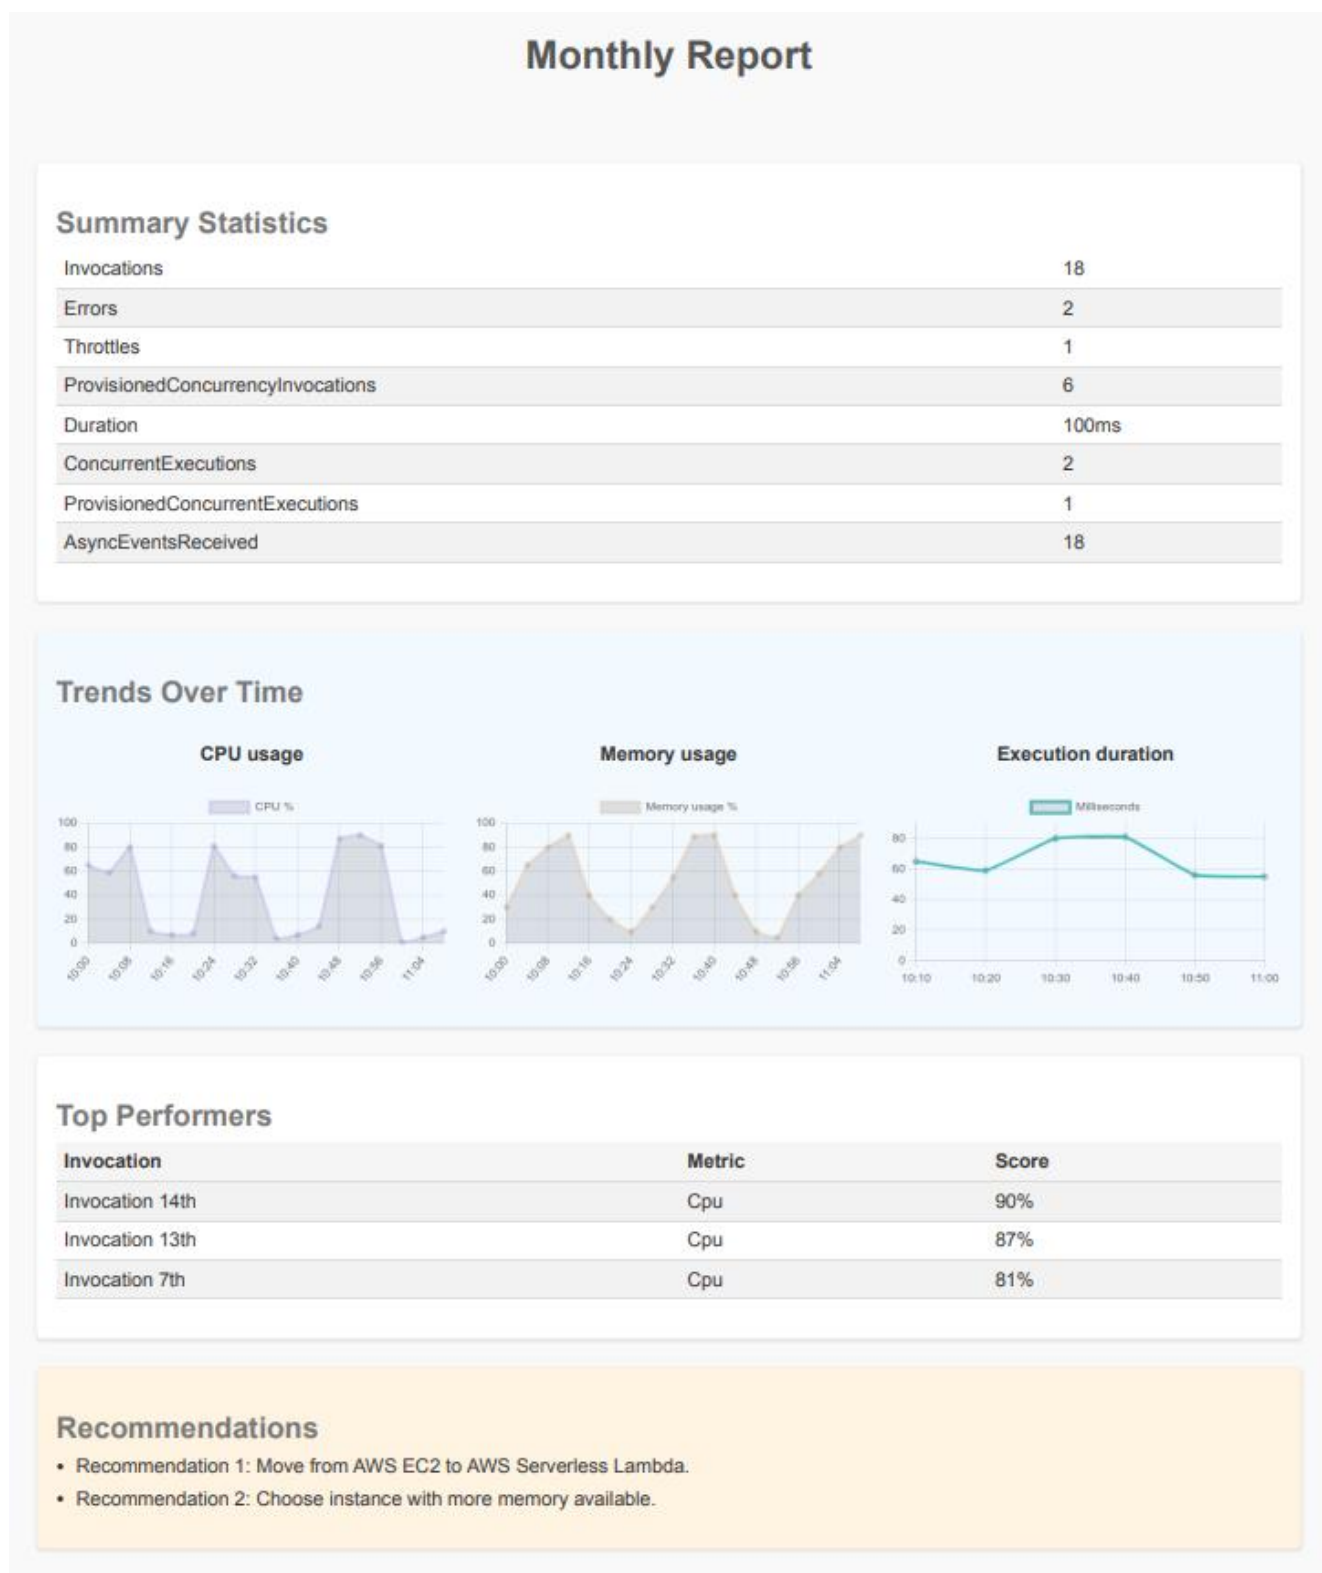 Monthly Report
Summary Statistics
Invocations 18
Errors 2
Throttles 1
ProvisionedConcurrencyInvocations 6
Duration 100ms
ConcurrentExecutions 2
ProvisionedConcurrentExecutions 1
AsyncEventsReceived 18
Trends Over Time
CPU usage
CPU %
100
80
60
40
20
0
10:00 10:08 10:16 10:24 10:32 10:40 10:48 10:56 11:04
Memory usage
Memory usage %
100
80
60
40
20
0
10:00 10:08 10:16 10:24 10:32 10:40 10:48 10:56 11:04
Execution duration
Milliseconds
80
60
40
20
0
10:10 10:20 10:30 10:40 10:50 11:00
Top Performers
Invocation Metric Score
Invocation 14th Cpu 90%
Invocation 13th Cpu 87%
Invocation 7th Cpu 81%
Recommendations
• Recommendation 1: Move from AWS EC2 to AWS Serverless Lambda.
• Recommendation 2: Choose instance with more memory available.